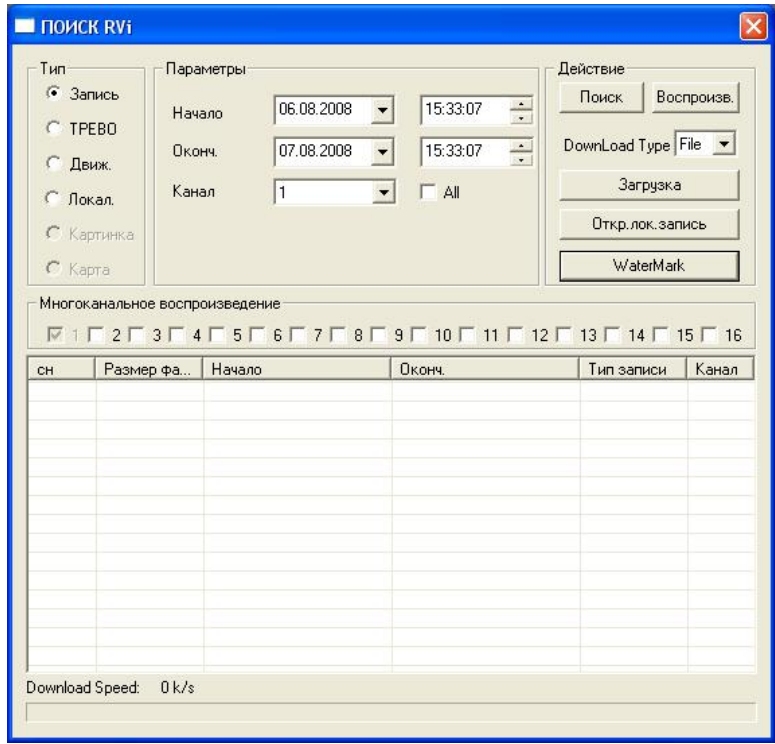 ПОИСК RVi
Тип
Запись
ТРЕВО
Движ.
Локал.
Картинка
Карта
Параметры
Начало 06.08.2008 15:33:07
Оконч. 07.08.2008 15:33:07
Канал 1 All
Действие
Поиск Воспроизв.
DownLoad Type File
Загрузка
Откр.лок.запись
WaterMark
Многоканальное воспроизведение
1 2 3 4 5 6 7 8 9 10 11 12 13 14 15 16
сн Размер фа... Начало Оконч. Тип записи Канал
Download Speed: 0 k/s